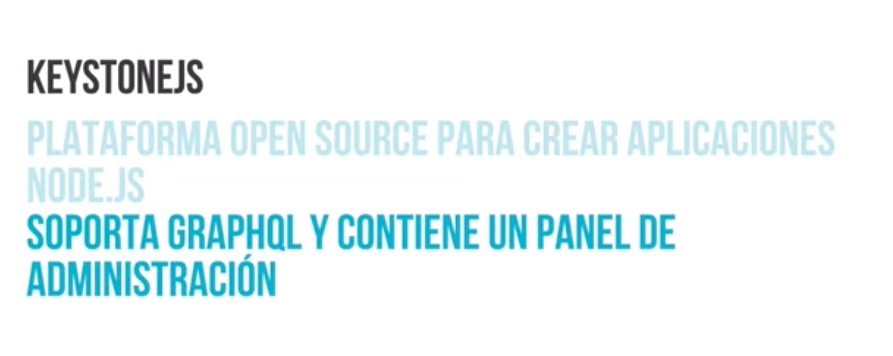 KEYSTONEJS
PLATAFORMA OPEN SOURCE PARA CREAR APLICACIONES
NODE.JS
SOPORTA GRAPHQL Y CONTIENE UN PANEL DE
ADMINISTRACIÓN